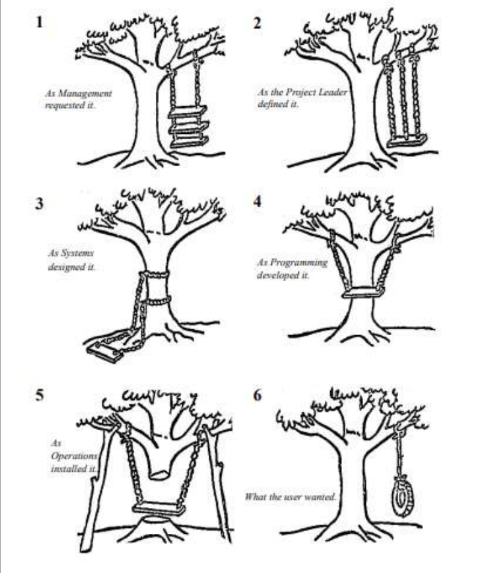 1
As Management
requested it.
2
As the Project Leader
defined it.
3
As Systems
designed it.
4
As Programming
developed it.
5
As
Operations
installed it.
6
What the user wanted.